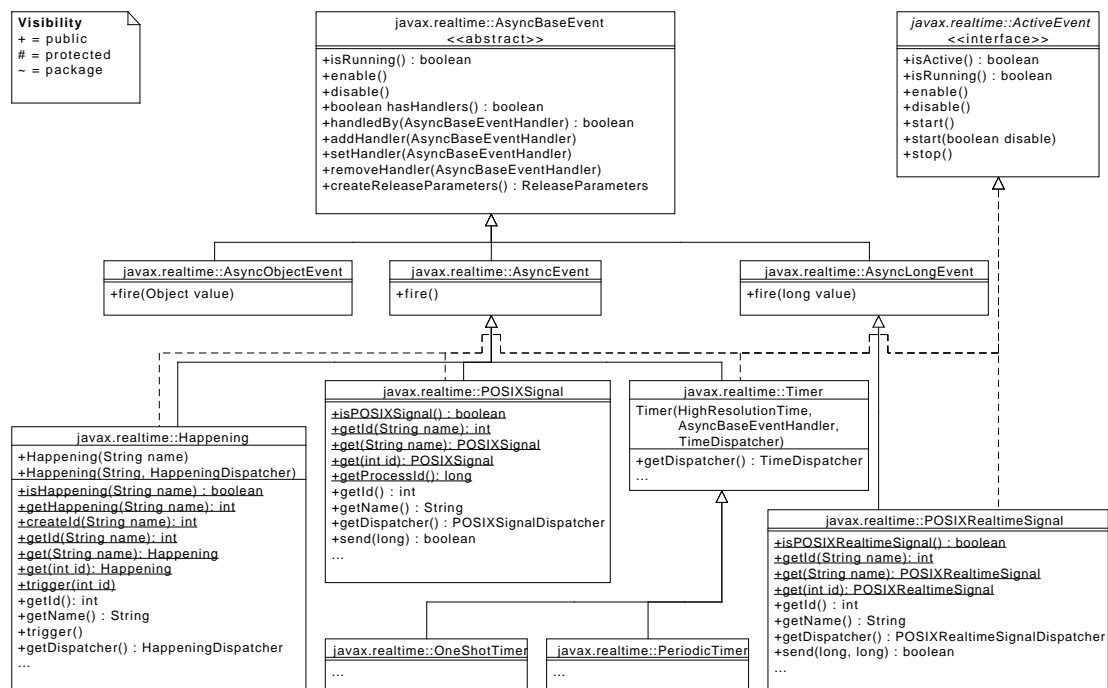 Visibility
+ = public
# = protected
~ = package
javax.realtime::AsyncBaseEvent
<<abstract>>
+isRunning() : boolean
+enable()
+disable()
+boolean hasHandlers() : boolean
+handledBy(AsyncBaseEventHandler) : boolean
+addHandler(AsyncBaseEventHandler)
+setHandler(AsyncBaseEventHandler)
+removeHandler(AsyncBaseEventHandler)
+createReleaseParameters() : ReleaseParameters
javax.realtime::ActiveEvent
<<interface>>
+isActive() : boolean
+isRunning() : boolean
+enable()
+disable()
+start()
+start(boolean disable)
+stop()
javax.realtime::AsyncObjectEvent
+fire(Object value)
javax.realtime::AsyncEvent
+fire()
javax.realtime::AsyncLongEvent
+fire(long value)
javax.realtime::Happening
+Happening(String name)
+Happening(String, HappeningDispatcher)
+isHappening(String name) : boolean
+getHappening(String name): int
+createId(String name): int
+getId(String name): int
+get(String name): Happening
+get(int id): Happening
+trigger(int id)
+getId(): int
+getName() : String
+trigger()
+getDispatcher() : HappeningDispatcher
...
javax.realtime::POSIXSignal
+isPOSIXSignal() : boolean
+getId(String name): int
+get(String name): POSIXSignal
+get(int id): POSIXSignal
+getProcessId(): long
+getId() : int
+getName() : String
+getDispatcher() : POSIXSignalDispatcher
+send(long) : boolean
...
javax.realtime::Timer
Timer(HighResolutionTime,
AsyncBaseEventHandler,
TimeDispatcher)
+getDispatcher() : TimeDispatcher
...
javax.realtime::POSIXRealtimeSignal
+isPOSIXRealtimeSignal() : boolean
+getId(String name): int
+get(String name): POSIXRealtimeSignal
+get(int id): POSIXRealtimeSignal
+getId() : int
+getName() : String
+getDispatcher() : POSIXRealtimeSignalDispatcher
+send(long, long) : boolean
...
javax.realtime::OneShotTimer
...
javax.realtime::PeriodicTimer
...